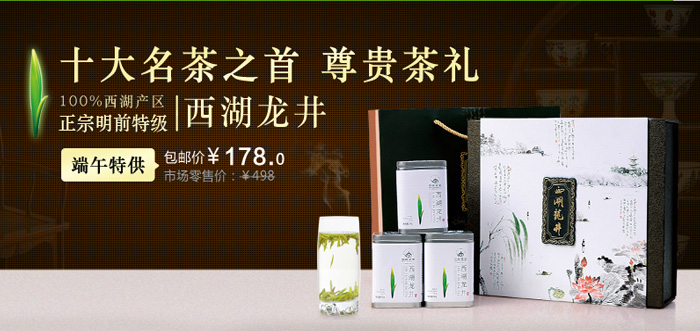 十大名茶之首 尊贵茶礼
100%西湖产区
正宗明前特级
西湖龙井
端午特供
包邮价￥178.0
市场零售价：￥498
西湖龙井
西湖龙井
西湖龙井
西湖龍井